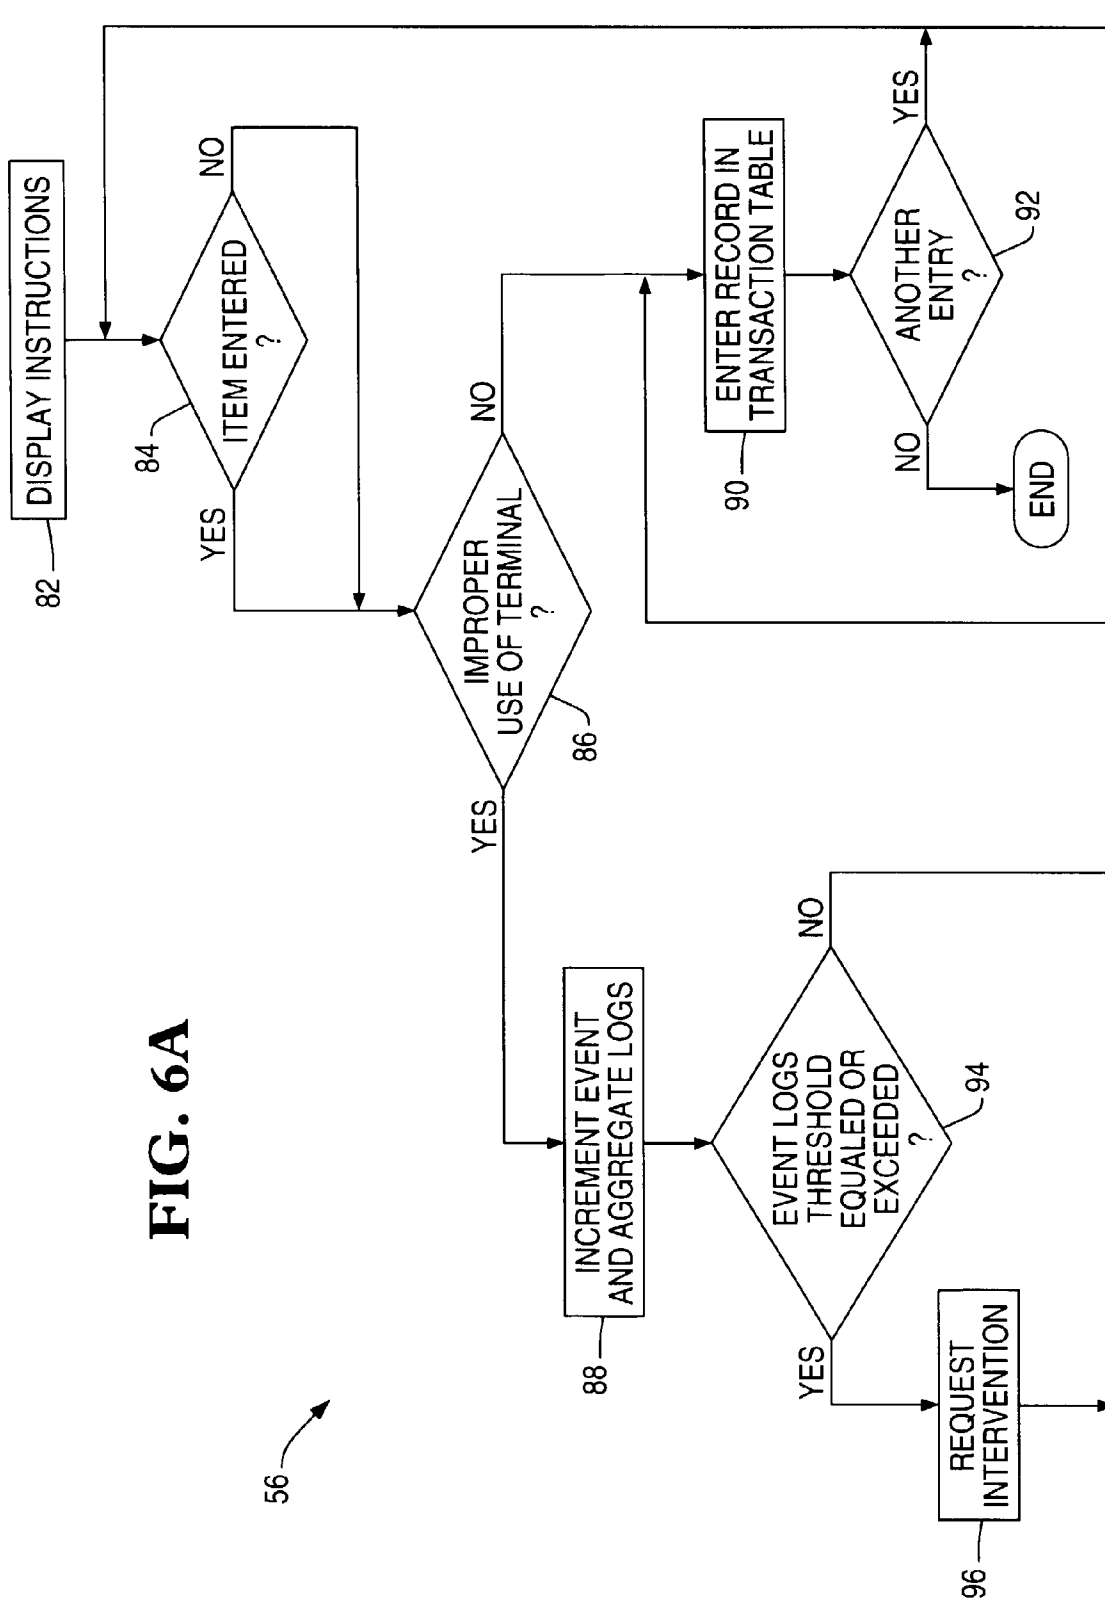 FIG. 6A
56
DISPLAY INSTRUCTIONS
82
ITEM ENTERED
?
84
YES
NO
IMPROPER
USE OF TERMINAL
?
86
YES
NO
INCREMENT EVENT
AND AGGREGATE LOGS
88
EVENT LOGS
THRESHOLD
EQUALED OR
EXCEEDED
?
94
YES
NO
REQUEST
INTERVENTION
96
ENTER RECORD IN
TRANSACTION TABLE
90
ANOTHER
ENTRY
?
92
YES
NO
END